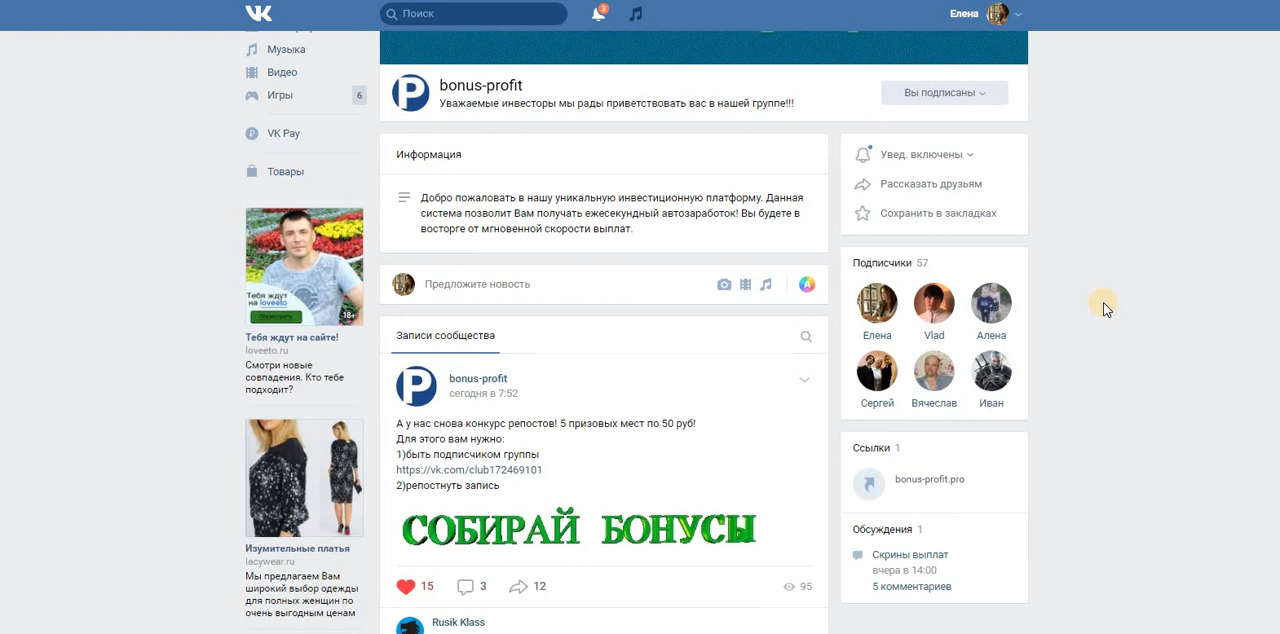 Поиск
3
Елена
Музыка
Видео
Игры
6
VK Pay
Товары
Тебя ждут
на loveeto
Посмотреть
18+
Тебя ждут на сайте!
loveeto.ru
Смотри новые
совпадения. Кто тебе
подходит?
Изумительные платья
lacywear.ru
Мы предлагаем Вам
широкий выбор одежды
для полных женщин по
очень выгодным ценам
P
bonus-profit
Уважаемые инвесторы мы рады приветствовать вас в нашей группе!!!
Вы подписаны
Информация
Добро пожаловать в нашу уникальную инвестиционную платформу. Данная
система позволит Вам получать ежесекундный автозаработок! Вы будете в
восторге от мгновенной скорости выплат.
Предложите новость
A
Записи сообщества
P
bonus-profit
сегодня в 7:52
А у нас снова конкурс репостов! 5 призовых мест по 50 руб!
Для этого вам нужно:
1)быть подписчиком группы
https://vk.com/club172469101
2)репостнуть запись
СОБИРАЙ БОНУСЫ
15
3
12
95
Rusik Klass
Увед. включены
Рассказать друзьям
Сохранить в закладках
Подписчики 57
Елена
Vlad
Алена
Сергей
Вячеслав
Иван
Ссылки 1
bonus-profit.pro
Обсуждения 1
Скрины выплат
вчера в 14:00
5 комментариев